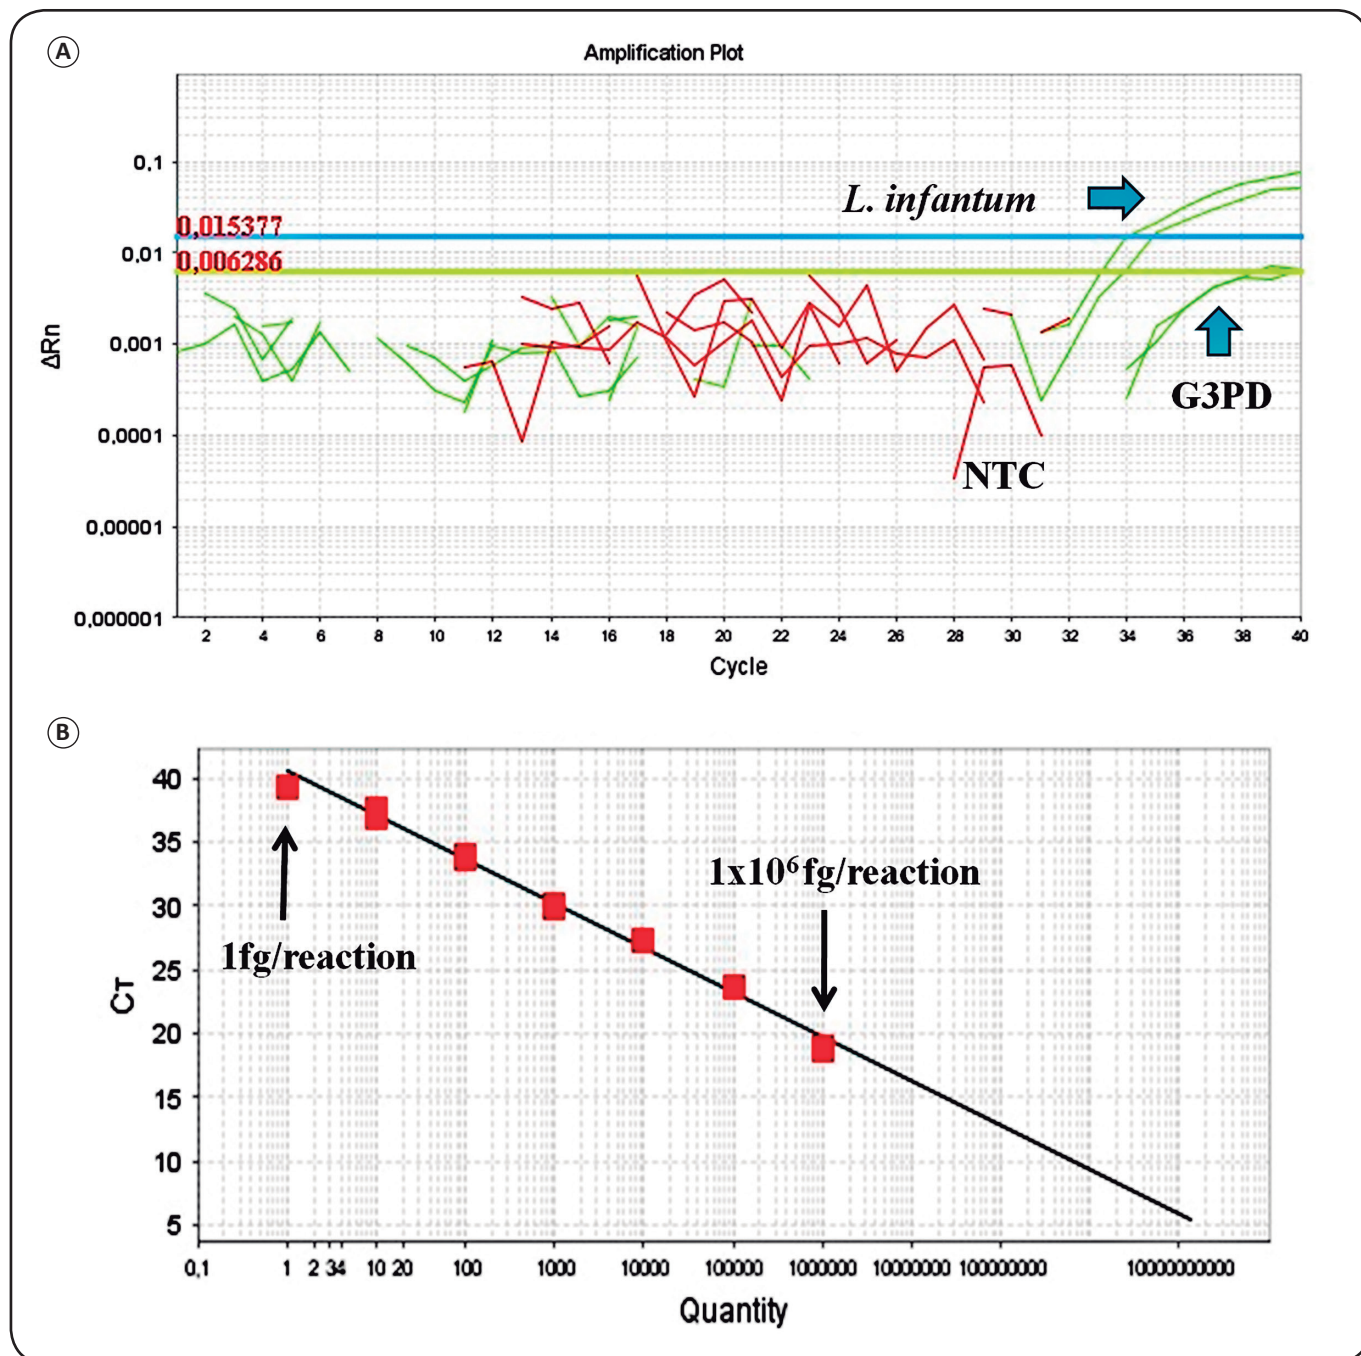 A
Amplification Plot
0,1
0,01
0,001
0,0001
0,00001
0,000001
ΔRn
0,015377
0,006286
L. infantum
G3PD
NTC
2 4 6 8 10 12 14 16 18 20 22 24 26 28 30 32 34 36 38 40
Cycle
B
40
35
30
25
20
15
10
5
CT
1fg/reaction
1x10⁶fg/reaction
0,1 1 2 34 10 20 100 1000 10000 100000 1000000 10000000 100000000 10000000000
Quantity